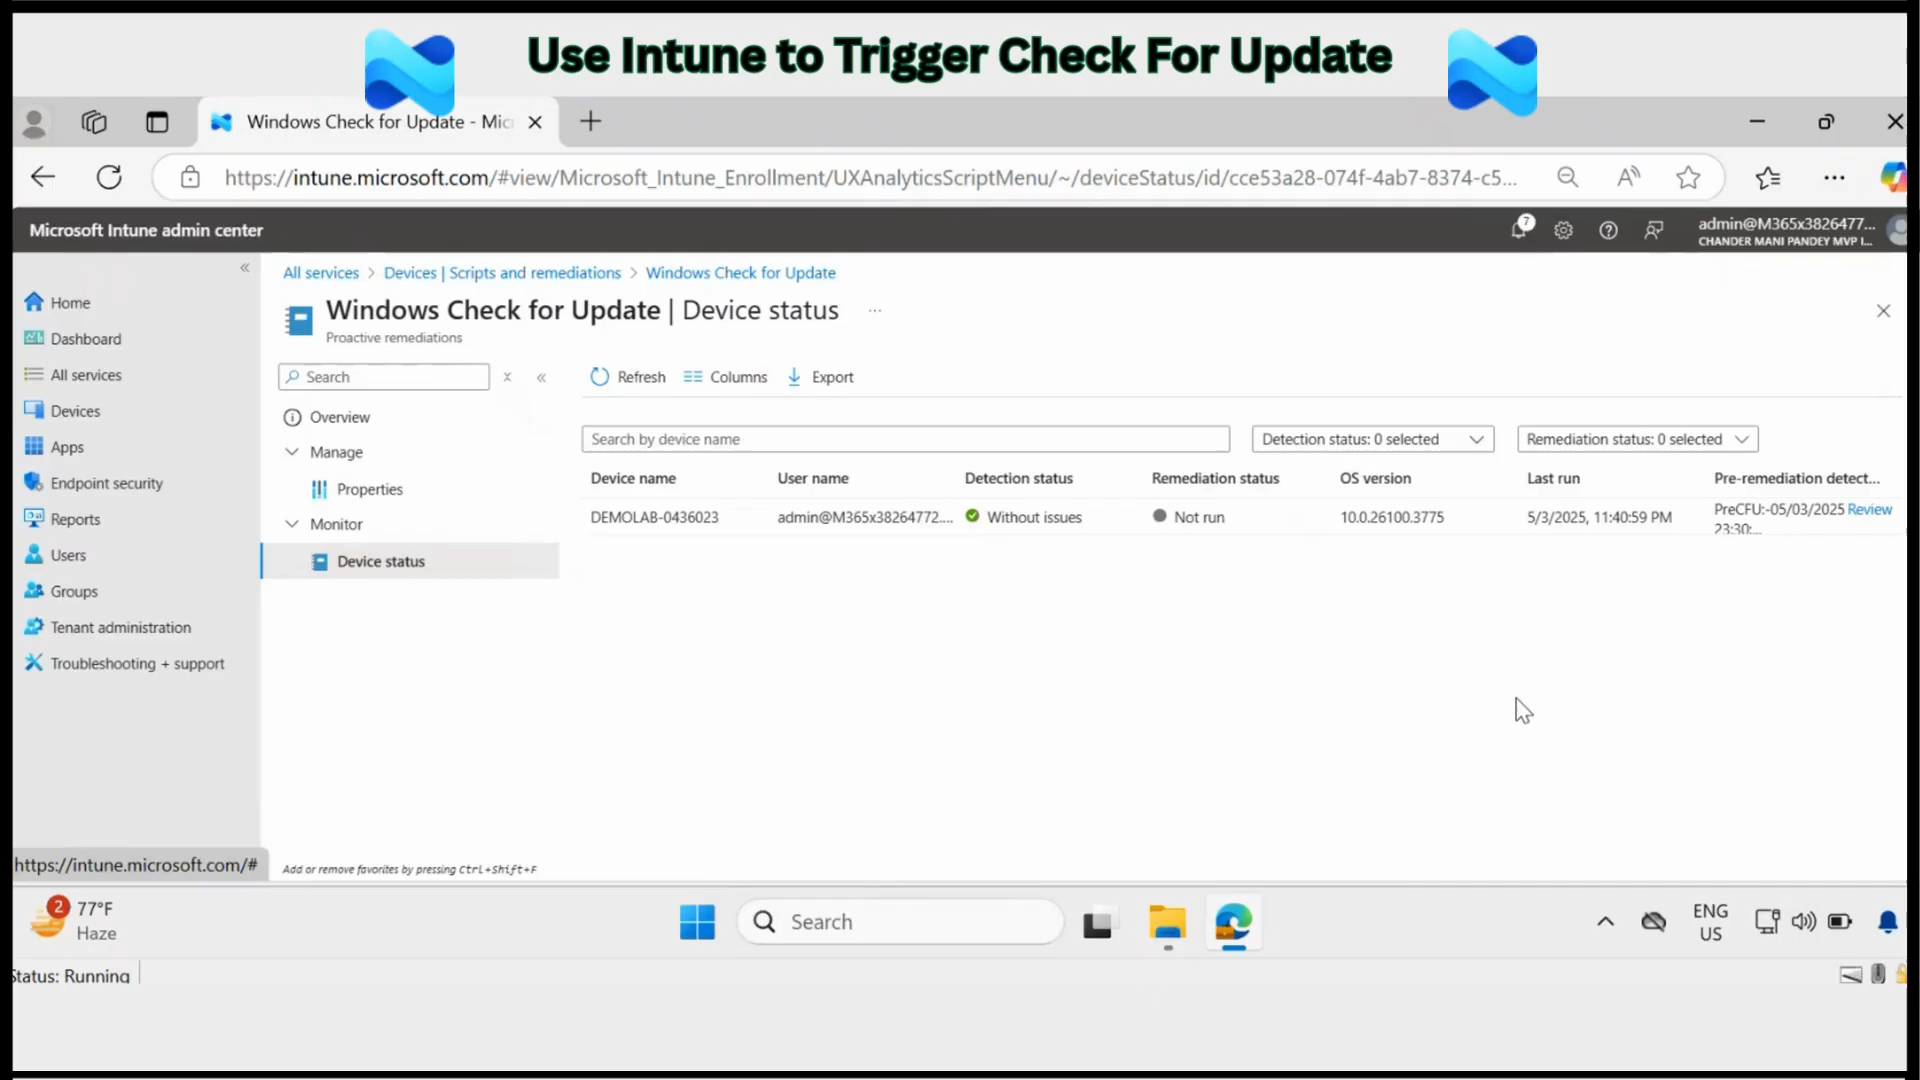 Use Intune to Trigger Check For Update
Windows Check for Update - Mic
https://intune.microsoft.com/#view/Microsoft_Intune_Enrollment/UXAnalyticsScriptMenu/~/deviceStatus/id/cce53a28-074f-4ab7-8374-c5...
Microsoft Intune admin center
7
admin@M365x3826477...
CHANDER MANI PANDEY MVP I...
All services > Devices | Scripts and remediations > Windows Check for Update
Windows Check for Update | Device status ...
Proactive remediations
Home
Dashboard
All services
Devices
Apps
Endpoint security
Reports
Users
Groups
Tenant administration
Troubleshooting + support
Search
Overview
Manage
Properties
Monitor
Device status
Refresh Columns Export
Search by device name
Detection status: 0 selected
Remediation status: 0 selected
Device name User name Detection status Remediation status OS version Last run Pre-remediation detect...
DEMOLAB-0436023 admin@M365x38264772.... Without issues Not run 10.0.26100.3775 5/3/2025, 11:40:59 PM PreCFU:-05/03/2025 Review
23:30:...
https://intune.microsoft.com/#
Add or remove favorites by pressing Ctrl+Shift+F
2
77°F
Haze
Search
ENG
US
Status: Running